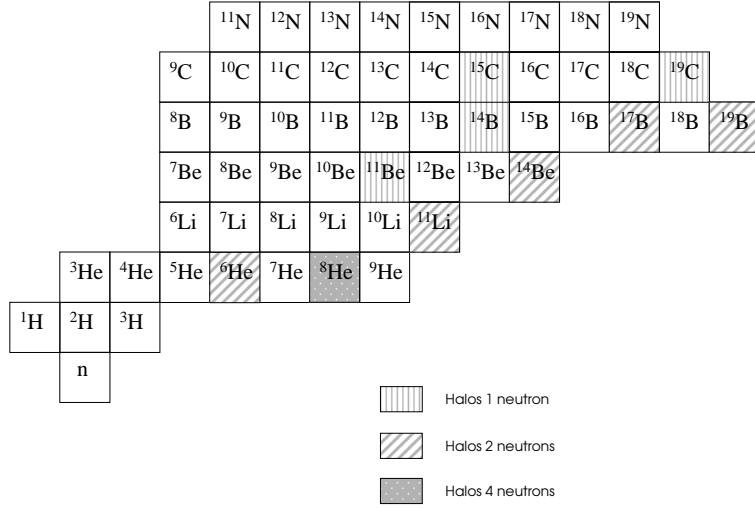 ¹¹N ¹²N ¹³N ¹⁴N ¹⁵N ¹⁶N ¹⁷N ¹⁸N ¹⁹N
⁹C ¹⁰C ¹¹C ¹²C ¹³C ¹⁴C ¹⁵C ¹⁶C ¹⁷C ¹⁸C ¹⁹C
⁸B ⁹B ¹⁰B ¹¹B ¹²B ¹³B ¹⁴B ¹⁵B ¹⁶B ¹⁷B ¹⁸B ¹⁹B
⁷Be ⁸Be ⁹Be ¹⁰Be ¹¹Be ¹²Be ¹³Be ¹⁴Be
⁶Li ⁷Li ⁸Li ⁹Li ¹⁰Li ¹¹Li
³He ⁴He ⁵He ⁶He ⁷He ⁸He ⁹He
¹H ²H ³H
n
Halos 1 neutron
Halos 2 neutrons
Halos 4 neutrons